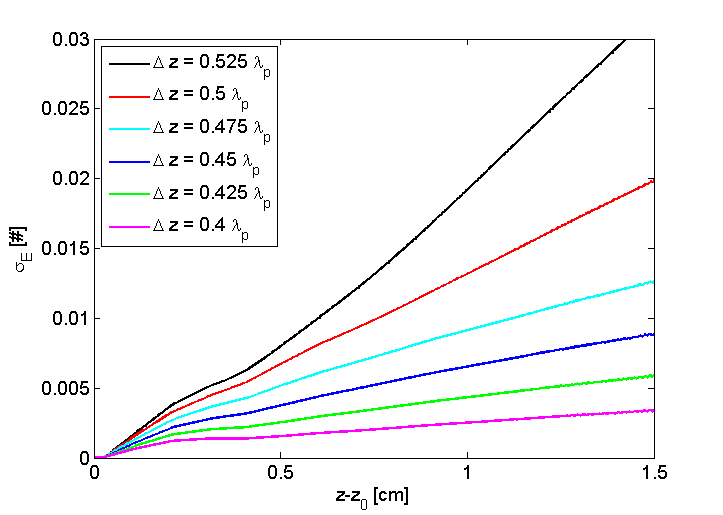 0.03
0.025
0.02
0.015
0.01
0.005
0
σE [#]
Δ z = 0.525 λp
Δ z = 0.5 λp
Δ z = 0.475 λp
Δ z = 0.45 λp
Δ z = 0.425 λp
Δ z = 0.4 λp
0 0.5 1 1.5
z-z0 [cm]